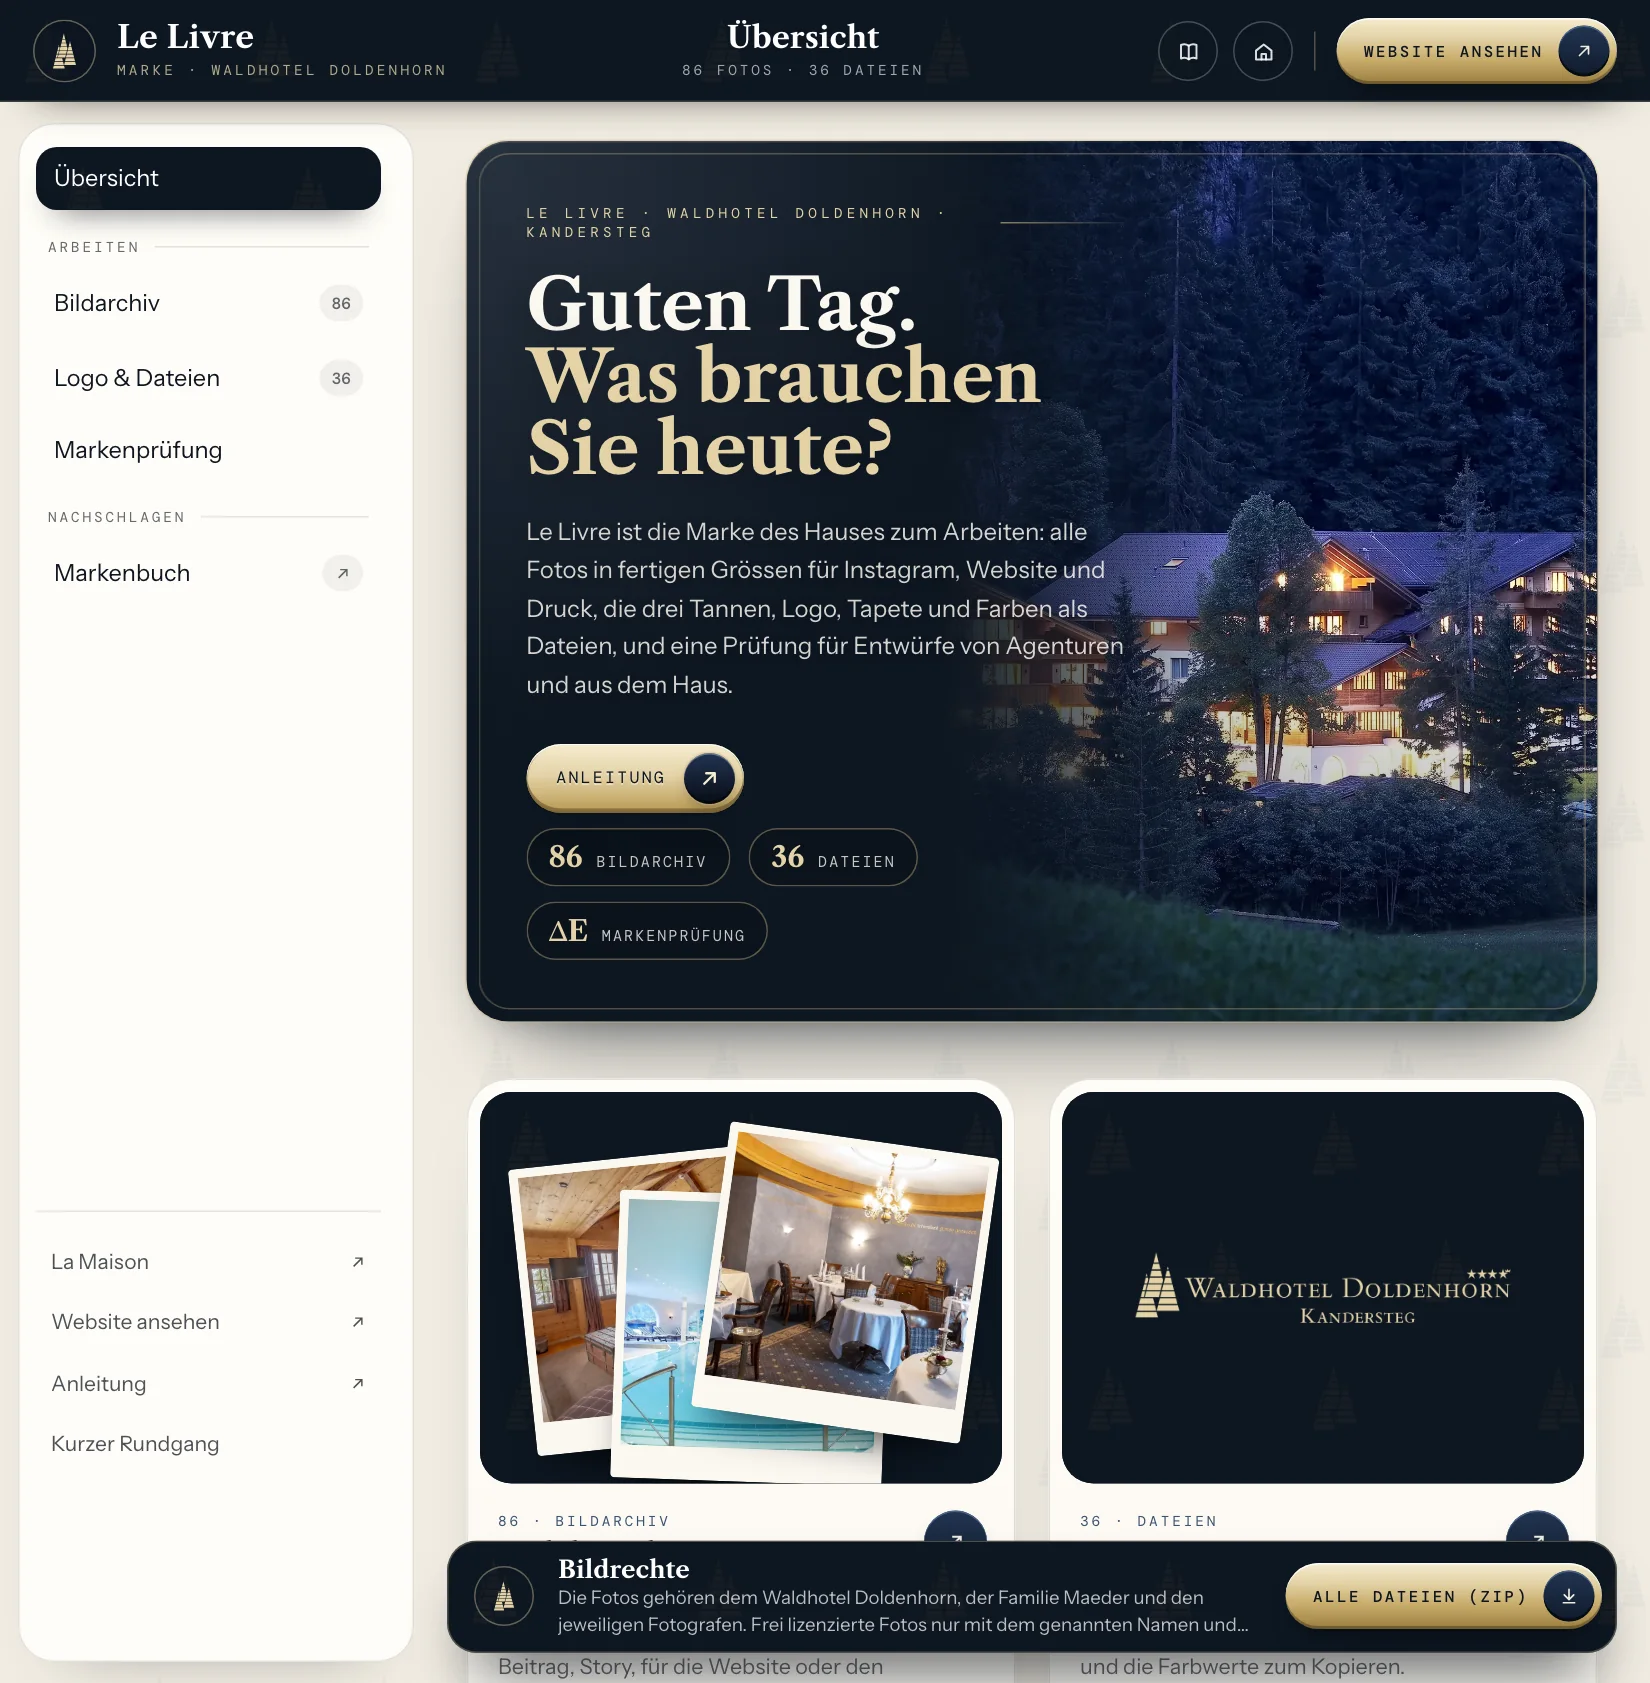 Le Livre
MARKE · WALDHOTEL DOLDENHORN
Übersicht
86 FOTOS · 36 DATEIEN
WEBSITE ANSEHEN
Übersicht
ARBEITEN
Bildarchiv 86
Logo & Dateien 36
Markenprüfung
NACHSCHLAGEN
Markenbuch
La Maison
Website ansehen
Anleitung
Kurzer Rundgang
LE LIVRE · WALDHOTEL DOLDENHORN ·
KANDERSTEG
Guten Tag.
Was brauchen
Sie heute?
Le Livre ist die Marke des Hauses zum Arbeiten: alle
Fotos in fertigen Grössen für Instagram, Website und
Druck, die drei Tannen, Logo, Tapete und Farben als
Dateien, und eine Prüfung für Entwürfe von Agenturen
und aus dem Haus.
ANLEITUNG
86 BILDARCHIV
36 DATEIEN
ΔE MARKENPRÜFUNG
WALDHOTEL DOLDENHORN
KANDERSTEG
86 · BILDARCHIV
36 · DATEIEN
Bildrechte
Die Fotos gehören dem Waldhotel Doldenhorn, der Familie Maeder und den
jeweiligen Fotografen. Frei lizenzierte Fotos nur mit dem genannten Namen und…
ALLE DATEIEN (ZIP)
Beitrag, Story, für die Website oder den
und die Farbwerte zum Kopieren.